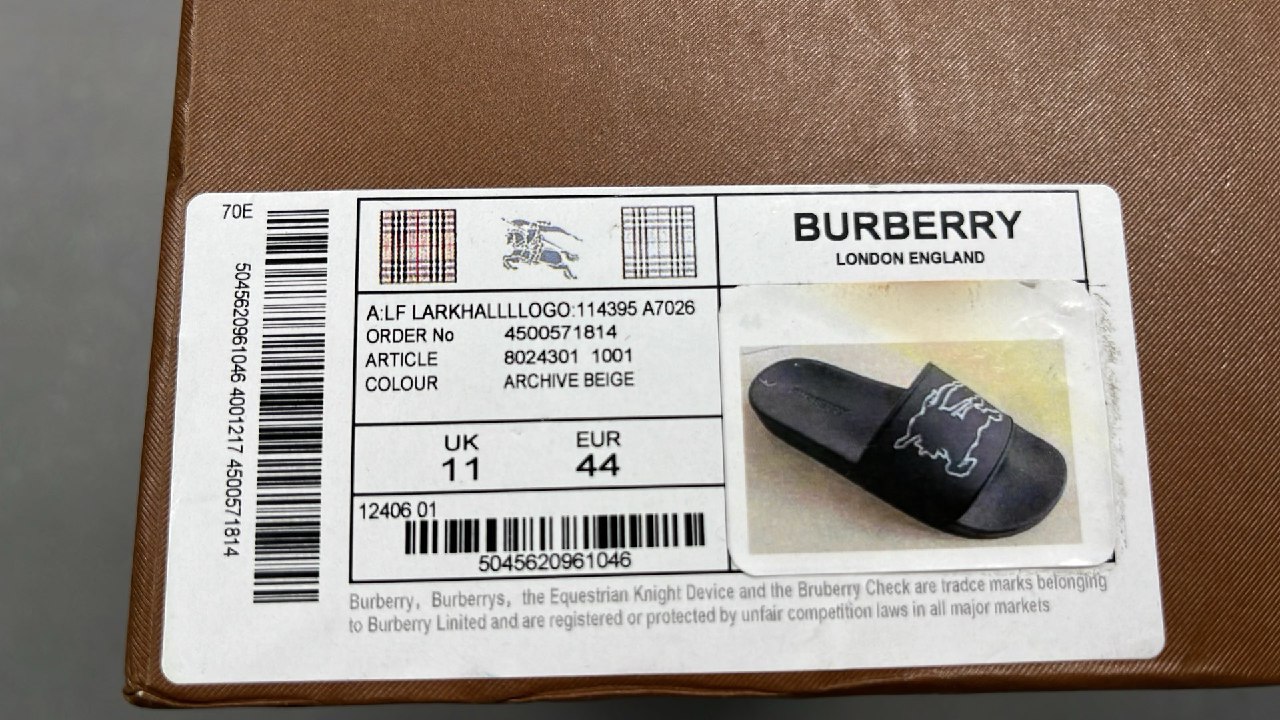 70E
5045620961046 4001217 4500571814
BURBERRY
LONDON ENGLAND
A:LF LARKHALLLLOGO:114395 A7026
ORDER No 4500571814
ARTICLE 8024301 1001
COLOUR ARCHIVE BEIGE
UK EUR
11 44
12406 01
5045620961046
Burberry, Burberrys, the Equestrian Knight Device and the Bruberry Check are tradce marks belonging
to Burberry Linited and are registered or protected by unfair competition laws in all major markets